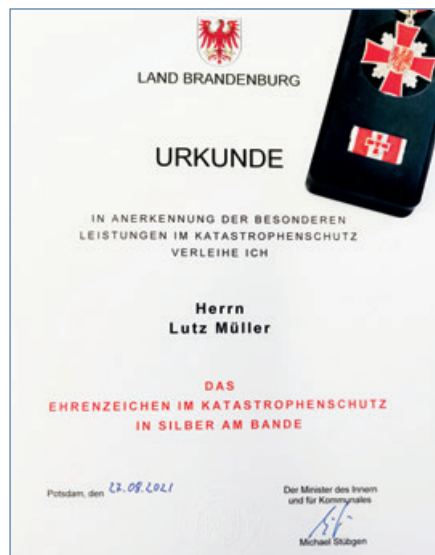 LAND BRANDENBURG
URKUNDE
IN ANERKENNUNG DER BESONDEREN
LEISTUNGEN IM KATASTROPHENSCHUTZ
VERLEIHE ICH
Herrn
Lutz Müller
DAS
EHRENZEICHEN IM KATASTROPHENSCHUTZ
IN SILBER AM BANDE
Potsdam, den 27.08.2021
Der Minister des Innern
und für Kommunales
Michael Stübgen